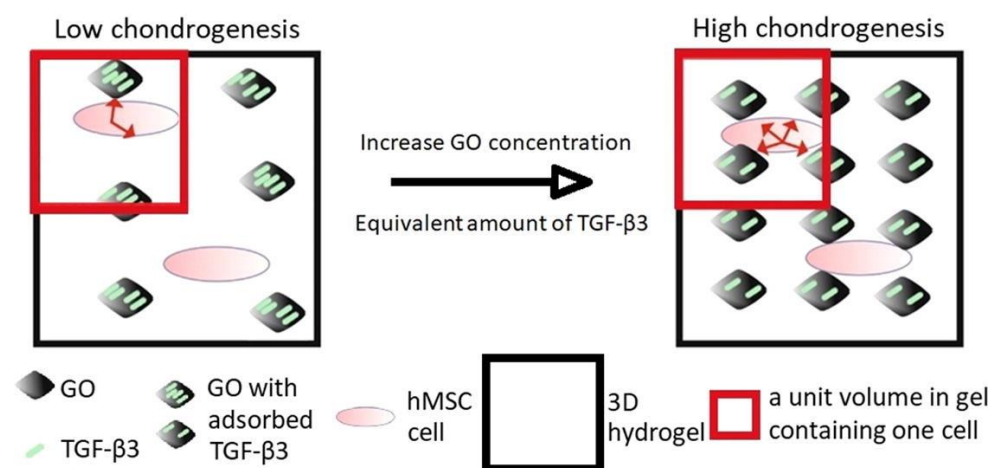 Low chondrogenesis
High chondrogenesis
Increase GO concentration
Equivalent amount of TGF-β3
GO
TGF-β3
GO with
adsorbed
TGF-β3
hMSC
cell
3D
hydrogel
a unit volume in gel
containing one cell